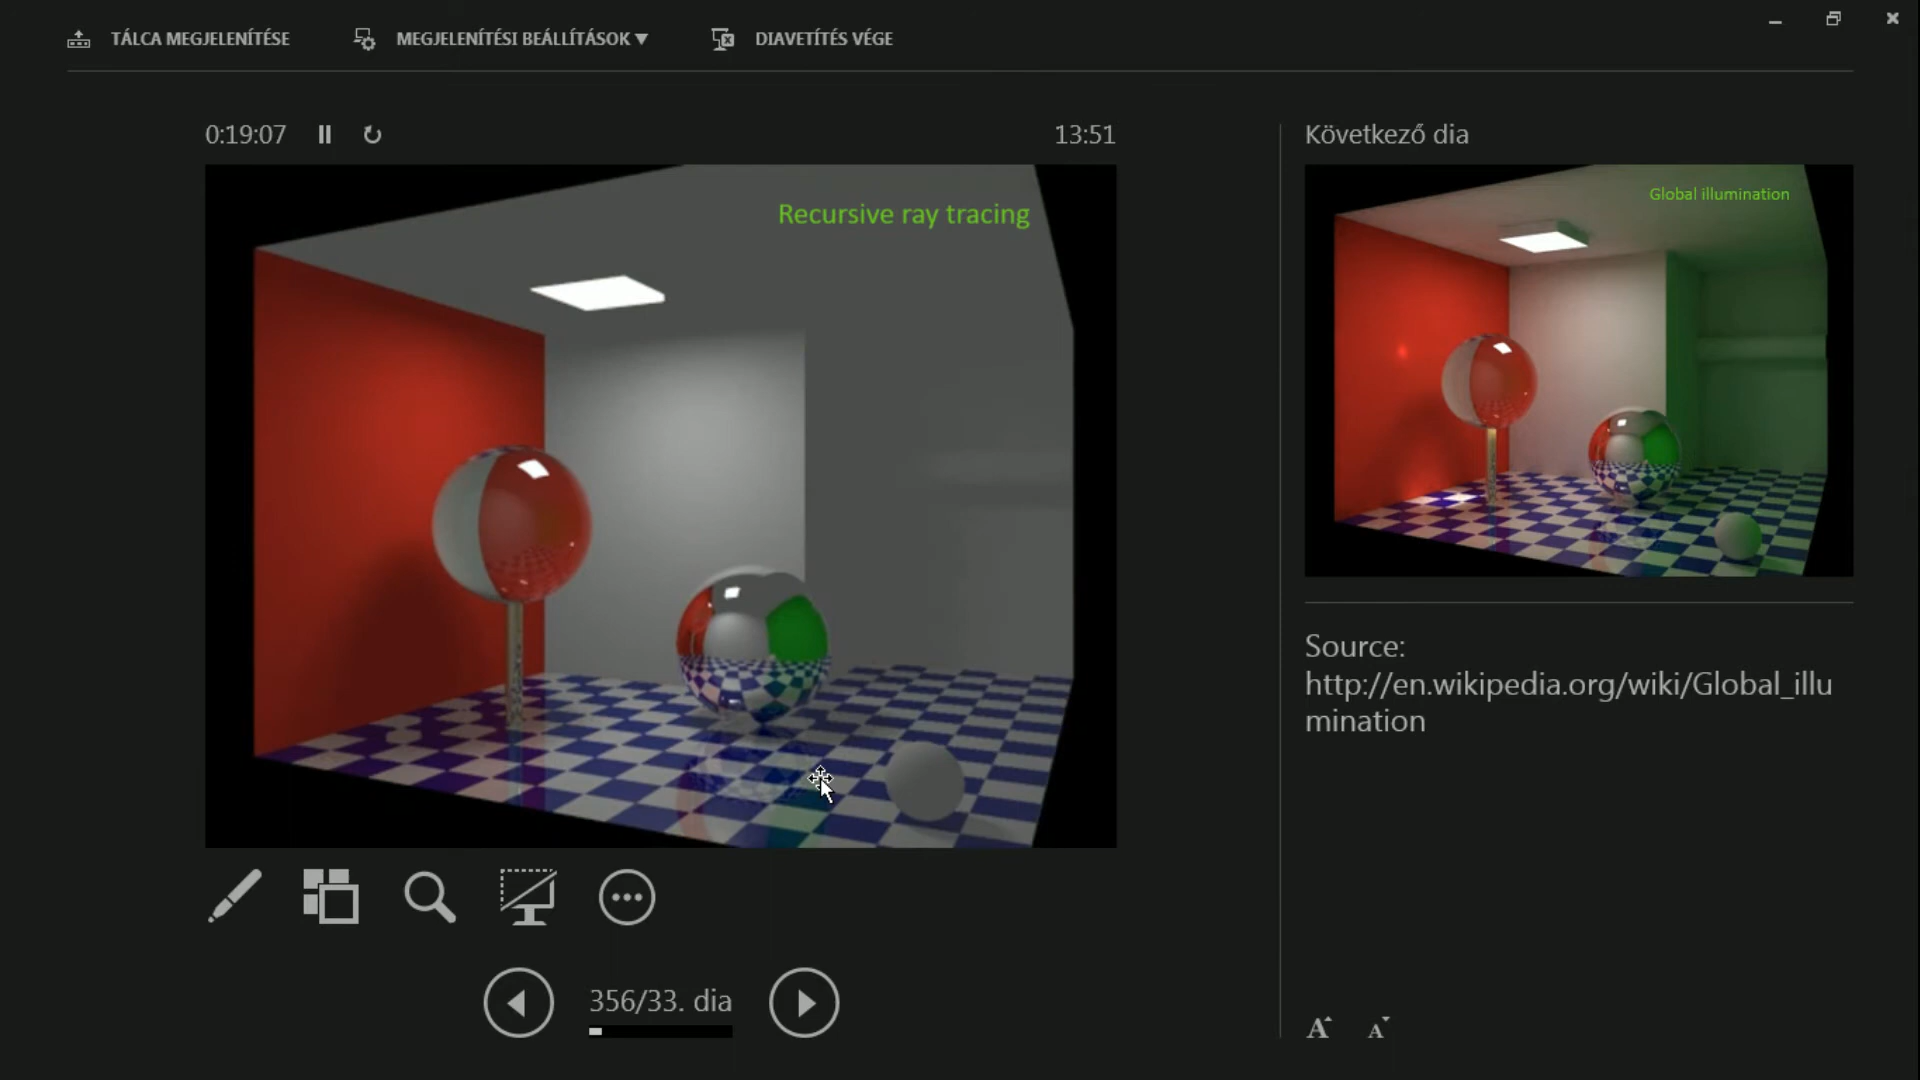 TÁLCA MEGJELENÍTÉSE
MEGJELENÍTÉSI BEÁLLÍTÁSOK
DIAVETÍTÉS VÉGE
0:19:07
13:51
Recursive ray tracing
356/33. dia
Következő dia
Global illumination
Source:
http://en.wikipedia.org/wiki/Global_illu
mination
A A